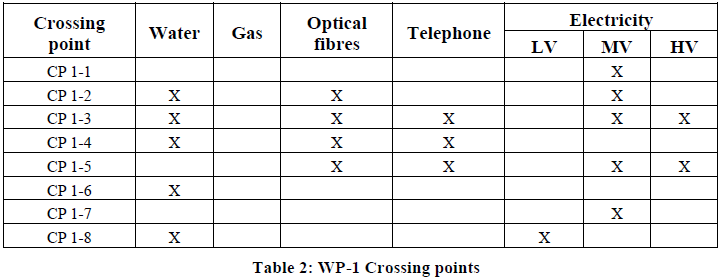 Crossing point Water Gas Optical fibres Telephone Electricity
LV MV HV
CP 1-1 X
CP 1-2 X X X
CP 1-3 X X X X X
CP 1-4 X X X
CP 1-5 X X X X
CP 1-6 X
CP 1-7 X
CP 1-8 X X
Table 2: WP-1 Crossing points